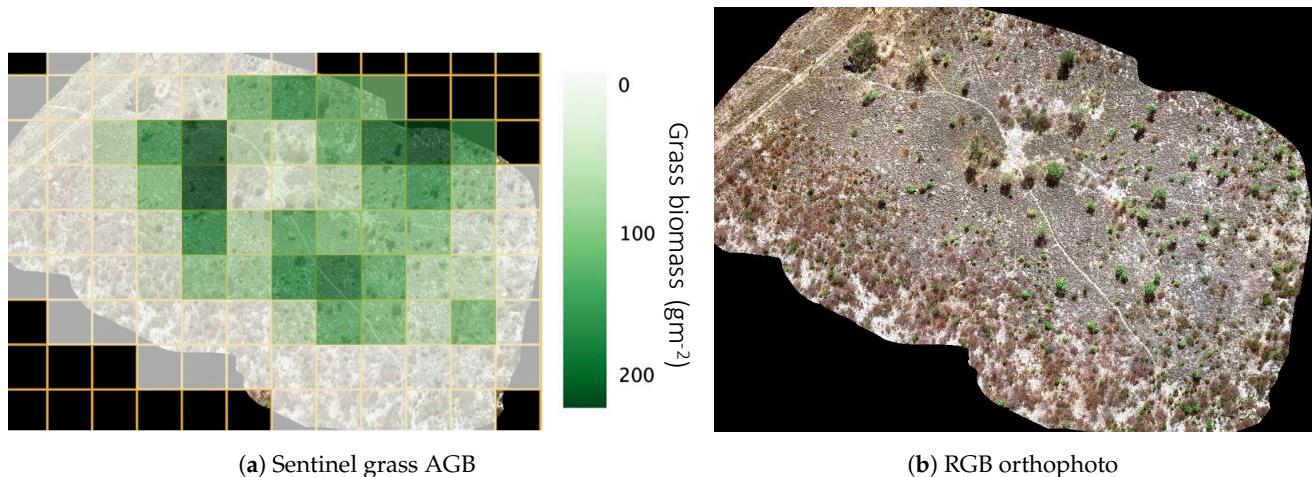 0
100
200
Grass biomass (gm⁻²)
(a) Sentinel grass AGB
(b) RGB orthophoto